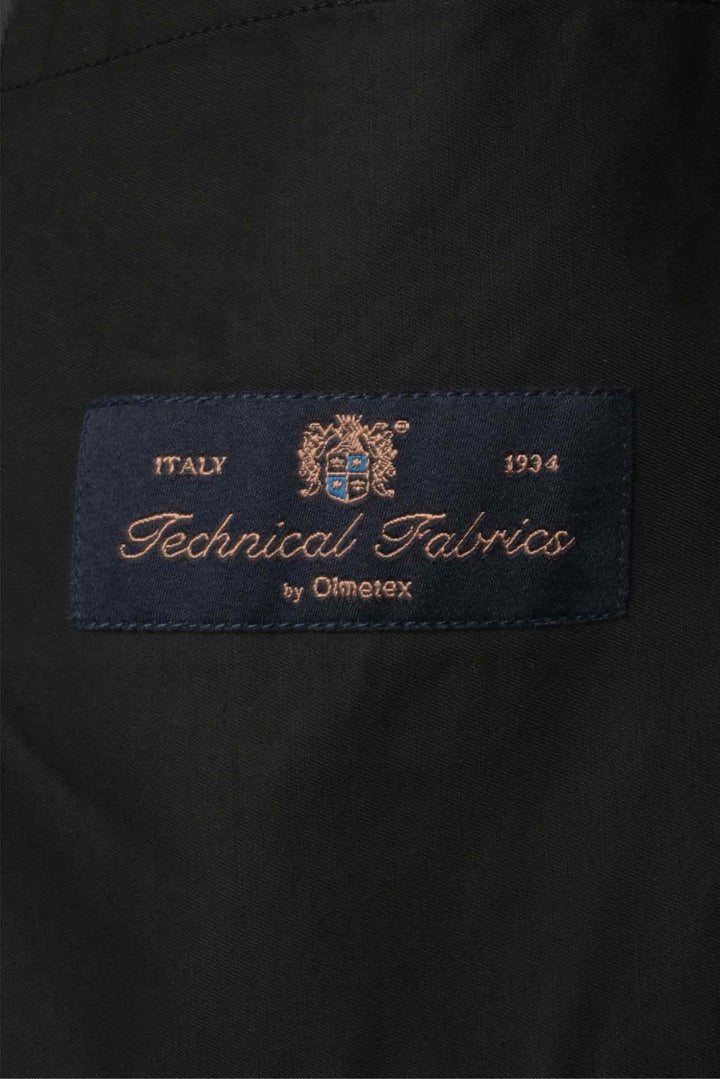 ITALY 1934
Technical Fabrics
by Olmetex